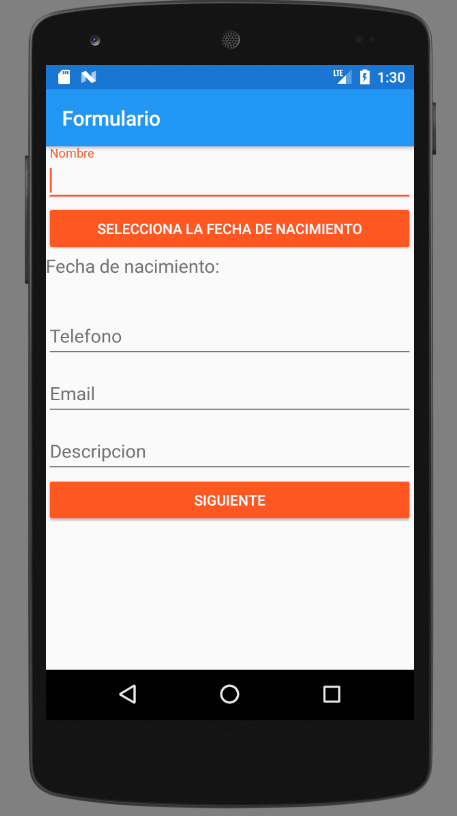 LTE 1:30
Formulario
Nombre
SELECCIONA LA FECHA DE NACIMIENTO
Fecha de nacimiento:
Telefono
Email
Descripcion
SIGUIENTE